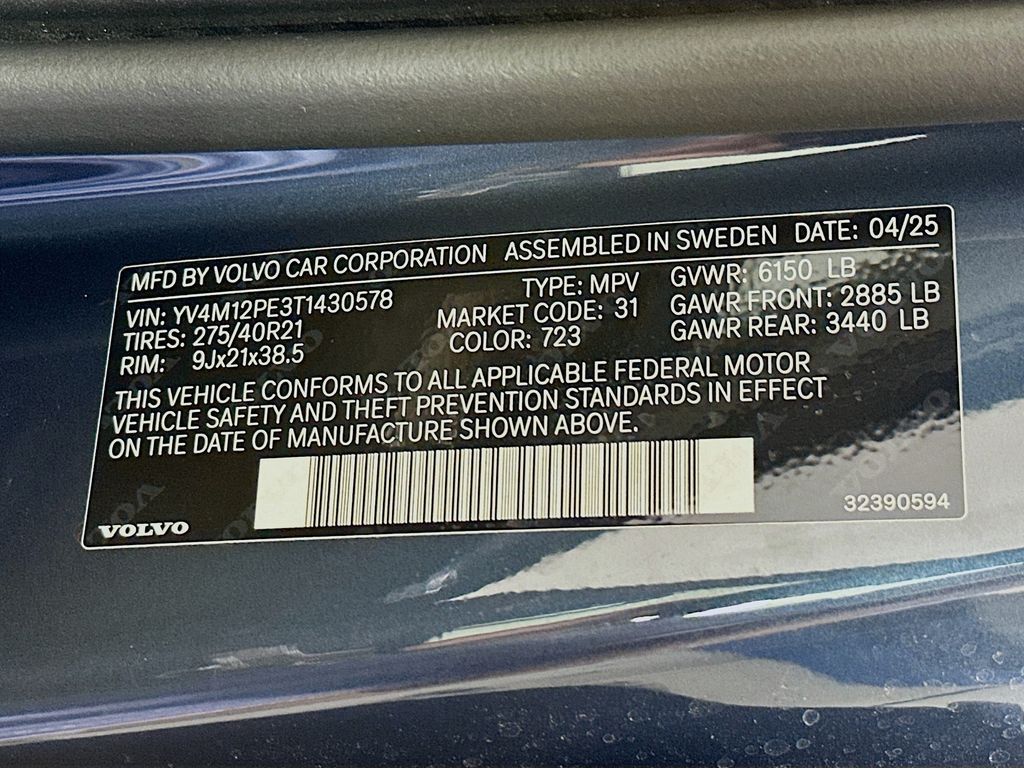 MFD BY VOLVO CAR CORPORATION ASSEMBLED IN SWEDEN DATE: 04/25
VIN: YV4M12PE3T1430578 TYPE: MPV GVWR: 6150 LB
TIRES: 275/40R21 MARKET CODE: 31 GAWR FRONT: 2885 LB
RIM: 9Jx21x38.5 COLOR: 723 GAWR REAR: 3440 LB
THIS VEHICLE CONFORMS TO ALL APPLICABLE FEDERAL MOTOR
VEHICLE SAFETY AND THEFT PREVENTION STANDARDS IN EFFECT
ON THE DATE OF MANUFACTURE SHOWN ABOVE.
VOLVO 32390594